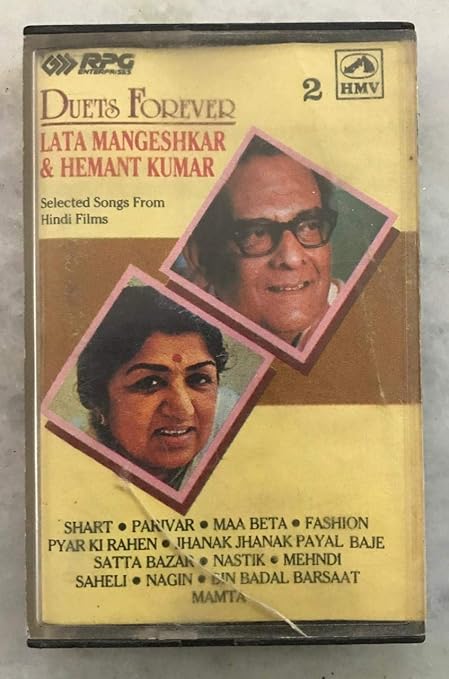 RPG
ENTERPRISES
2
HMV
DUETS FOREVER
LATA MANGESHKAR
& HEMANT KUMAR
Selected Songs From
Hindi Films
SHART • PARIVAR • MAA BETA • FASHION
PYAR KI RAHEN • JHANAK JHANAK PAYAL BAJE
SATTA BAZAR • NASTIK • MEHNDI
SAHELI • NAGIN • BIN BADAL BARSAAT
MAMTA